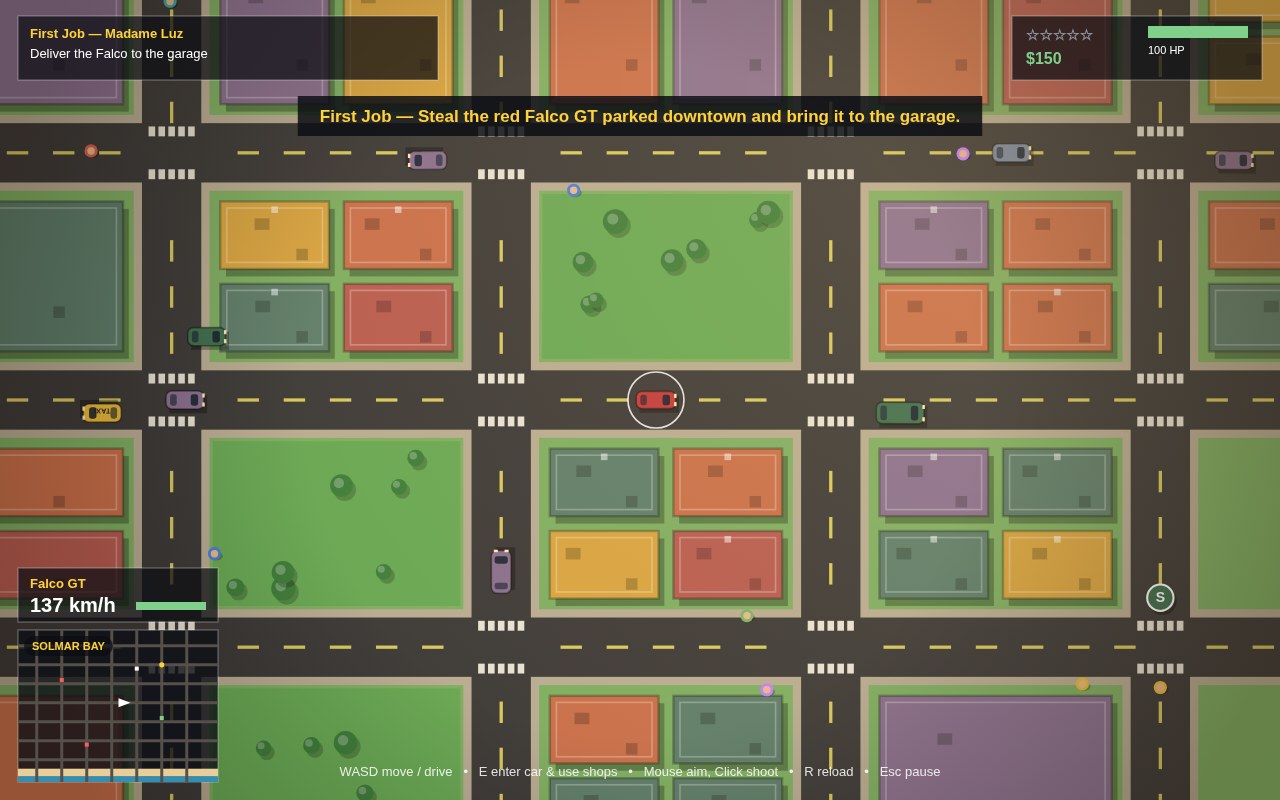 First Job — Madame Luz
Deliver the Falco to the garage
☆☆☆☆☆
$150
100 HP
First Job — Steal the red Falco GT parked downtown and bring it to the garage.
TAXI
S
Falco GT
137 km/h
SOLMAR BAY
WASD move / drive • E enter car & use shops • Mouse aim, Click shoot • R reload • Esc pause